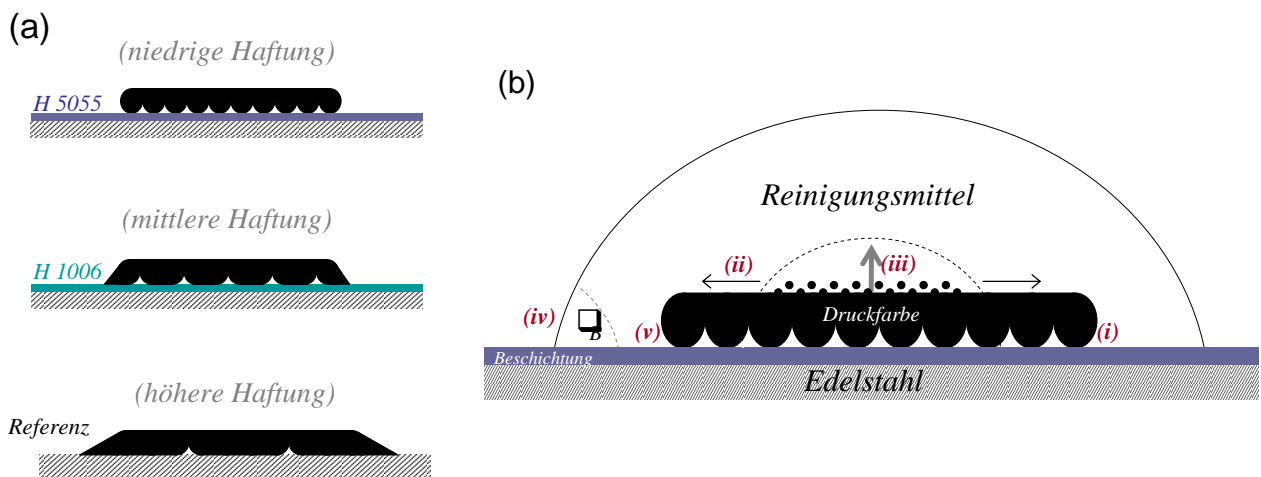 (a)
(niedrige Haftung)
H 5055
(mittlere Haftung)
H 1006
(höhere Haftung)
Referenz
(b)
Reinigungsmittel
(ii)
(iii)
(iv)
B
(v)
Druckfarbe
(i)
Beschichtung
Edelstahl